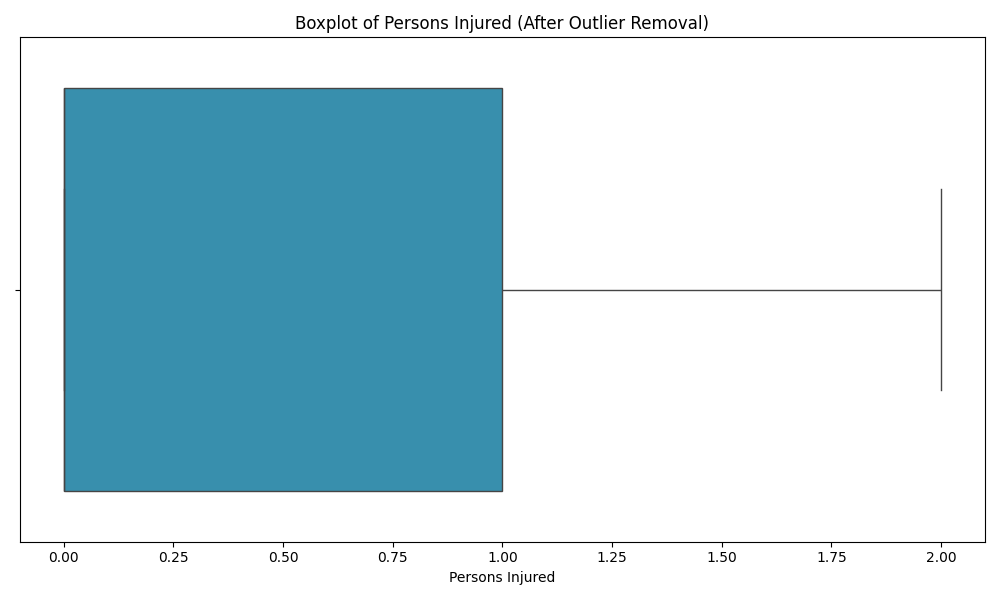 Boxplot of Persons Injured (After Outlier Removal)
0.00 0.25 0.50 0.75 1.00 1.25 1.50 1.75 2.00
Persons Injured